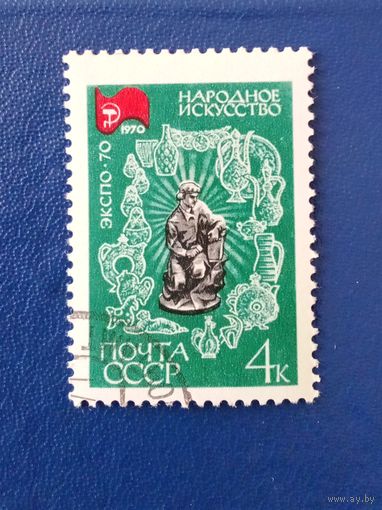 1970
НАРОДНОЕ
ИСКУССТВО
ЭКСПО·70
ПОЧТА
СССР
4к
www.ay.by